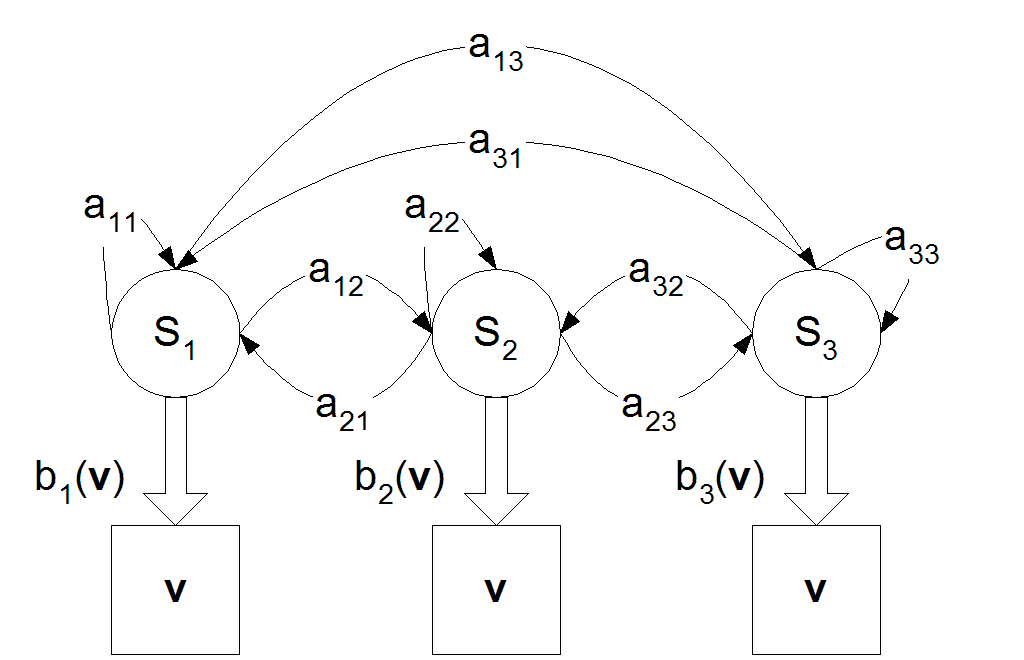 a13
a31
a11 a22 a33
a12 a32
S1 S2 S3
a21 a23
b1(v) b2(v) b3(v)
v v v